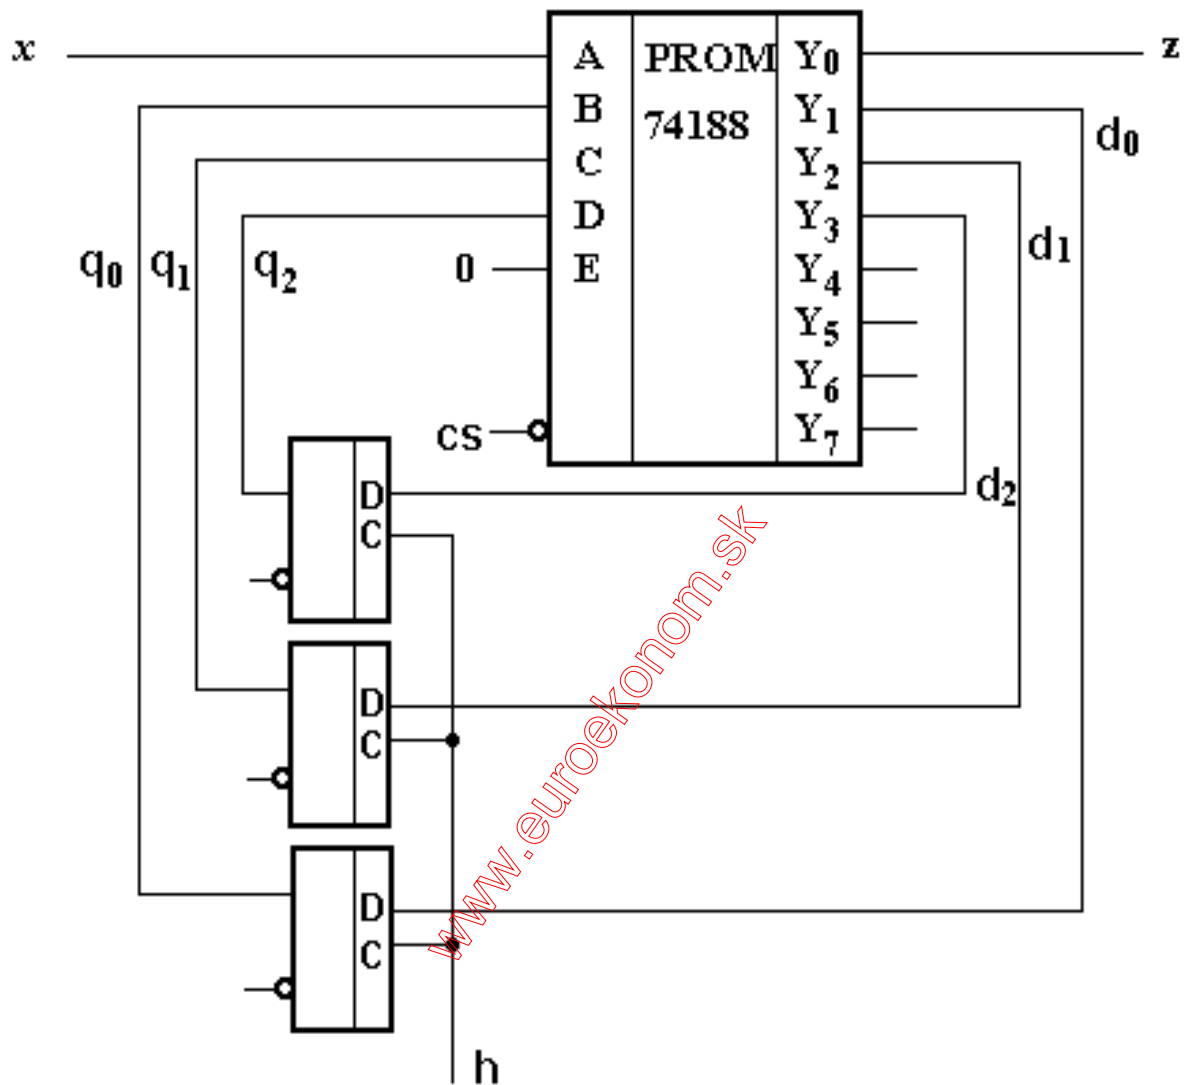 x A PROM Y0 z
B 74188 Y1 d0
C Y2
D Y3 d1
q0 q1 q2 0 E Y4
Y5
Y6
cs Y7
D d2
C
D
C
D
C
h
www.euroekonom.sk